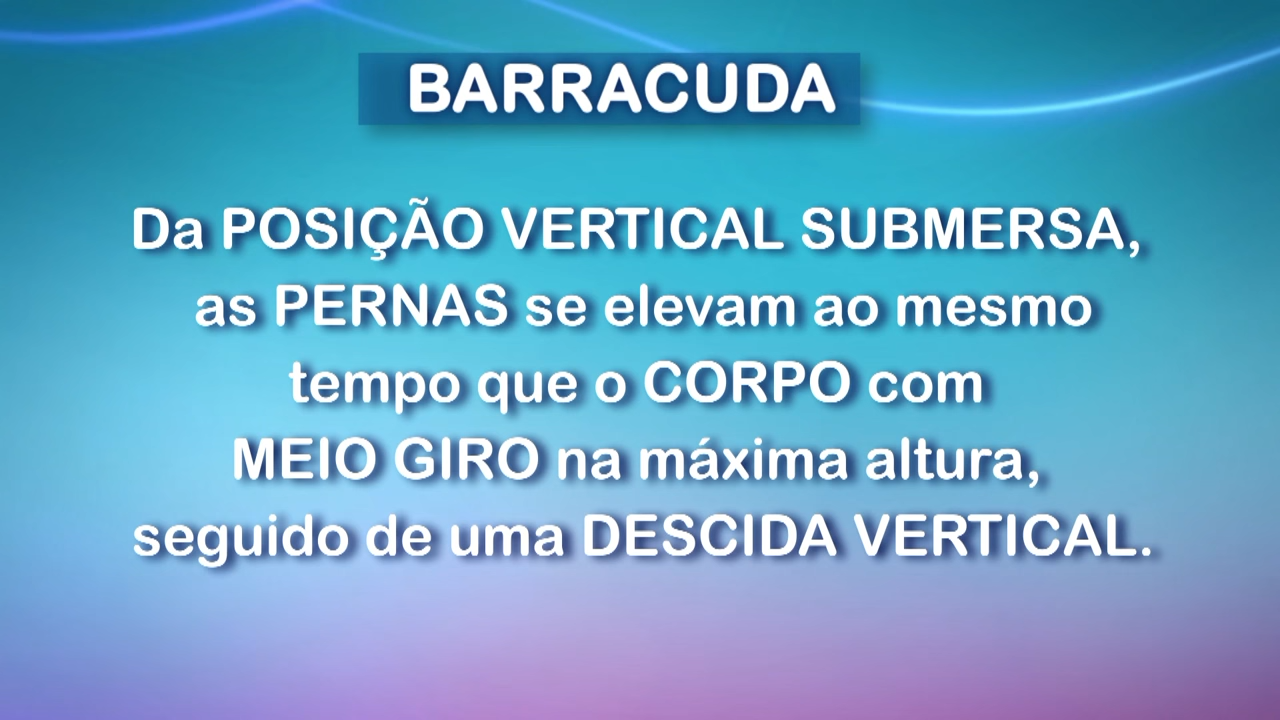 BARRACUDA
Da POSIÇÃO VERTICAL SUBMERSA,
as PERNAS se elevam ao mesmo
tempo que o CORPO com
MEIO GIRO na máxima altura,
seguido de uma DESCIDA VERTICAL.